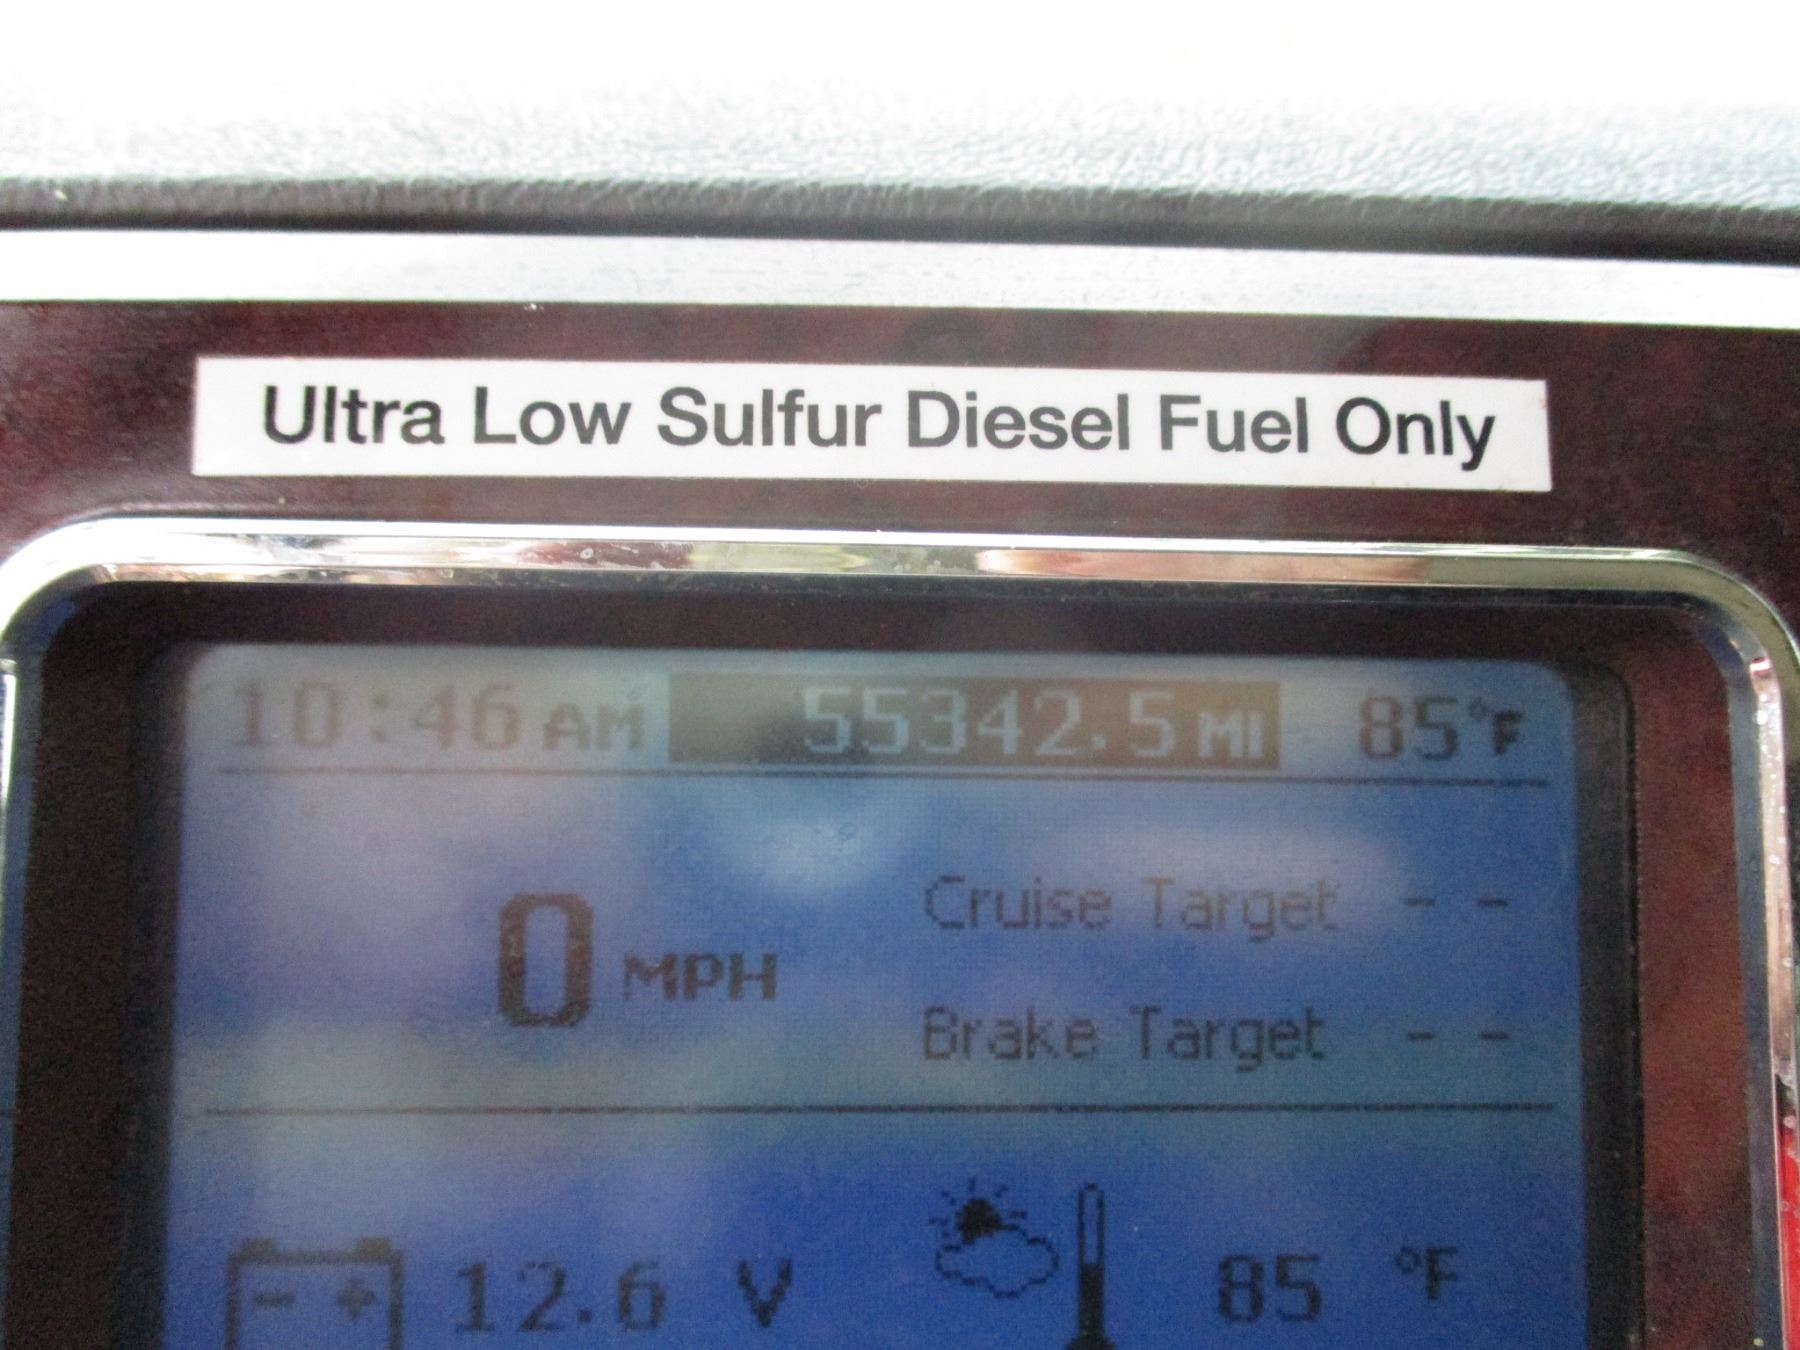 Ultra Low Sulfur Diesel Fuel Only
10:46 AM 55342.5 MI 85°F
0 MPH
Cruise Target - -
Brake Target - -
- + 12.6 V 85 °F